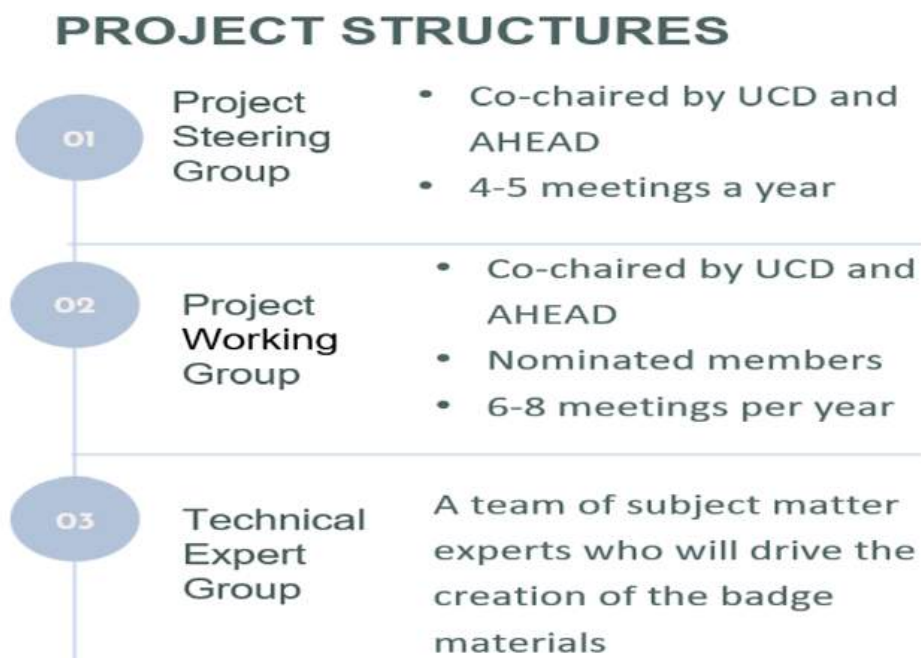 PROJECT STRUCTURES
01
Project
Steering
Group
• Co-chaired by UCD and
AHEAD
• 4-5 meetings a year
02
Project
Working
Group
• Co-chaired by UCD and
AHEAD
• Nominated members
• 6-8 meetings per year
03
Technical
Expert
Group
A team of subject matter
experts who will drive the
creation of the badge
materials